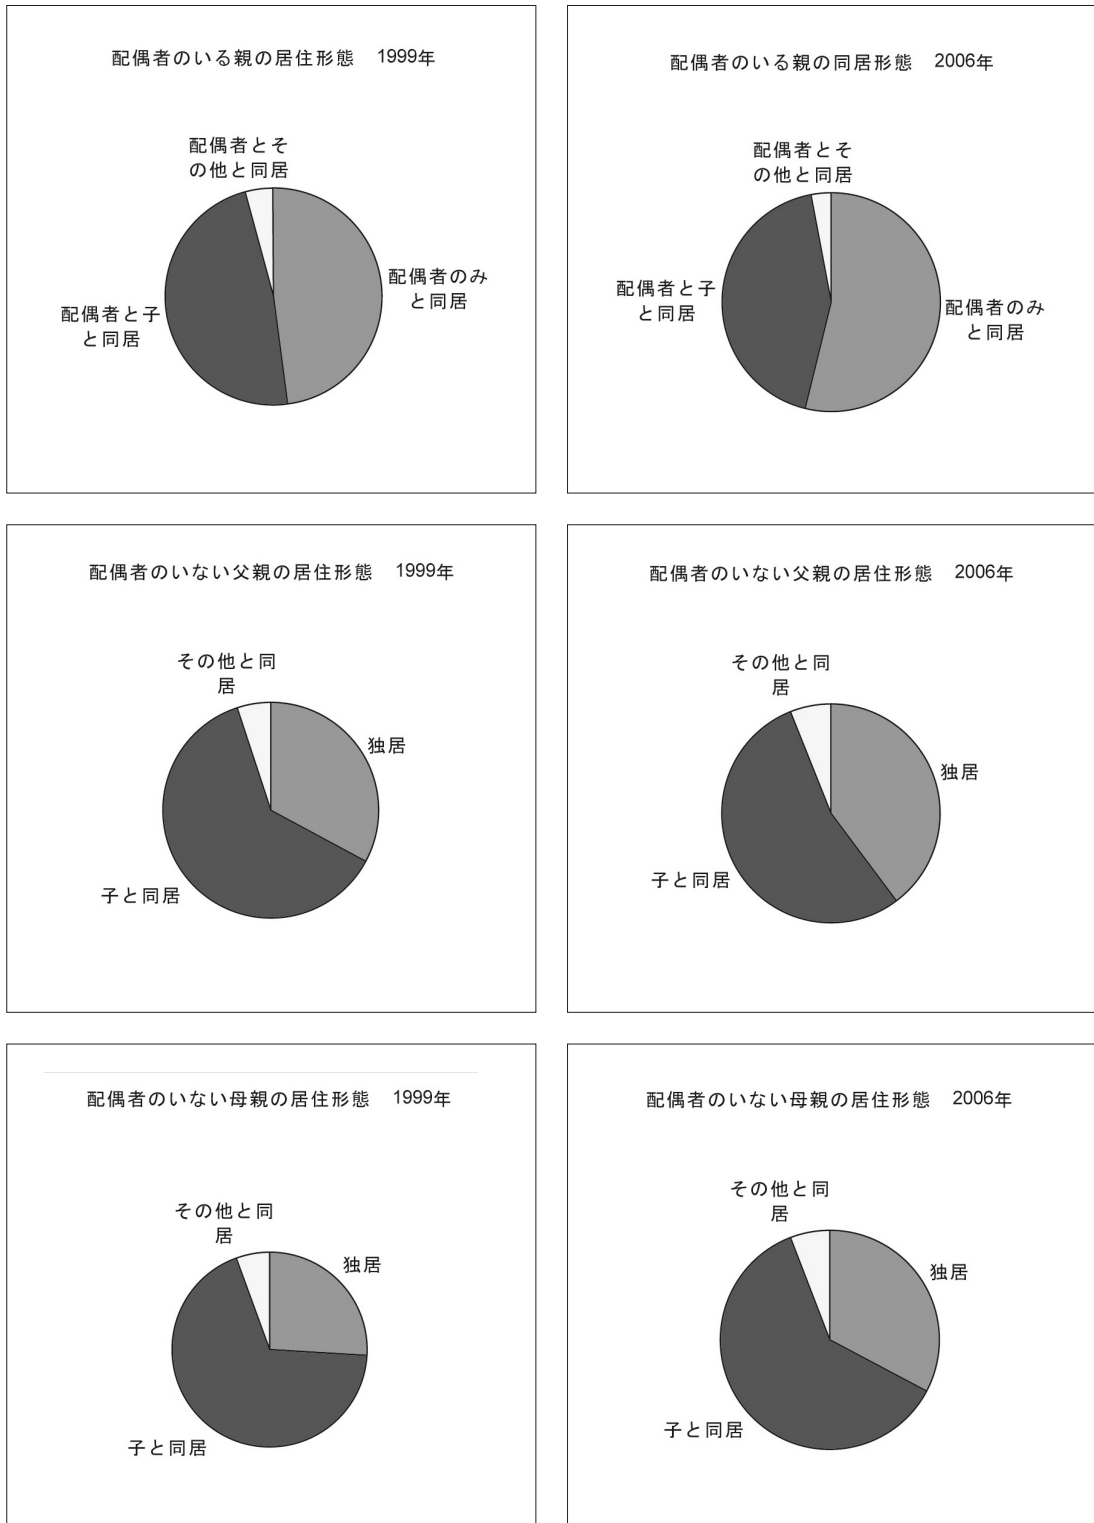 配偶者のいる親の居住形態　1999年
配偶者とそ
の他と同居
配偶者のみ
と同居
配偶者と子
と同居
配偶者のいる親の同居形態　2006年
配偶者とそ
の他と同居
配偶者と子
と同居
配偶者のみ
と同居
配偶者のいない父親の居住形態　1999年
その他と同
居
独居
子と同居
配偶者のいない父親の居住形態　2006年
その他と同
居
独居
子と同居
配偶者のいない母親の居住形態　1999年
その他と同
居
独居
子と同居
配偶者のいない母親の居住形態　2006年
その他と同
居
独居
子と同居